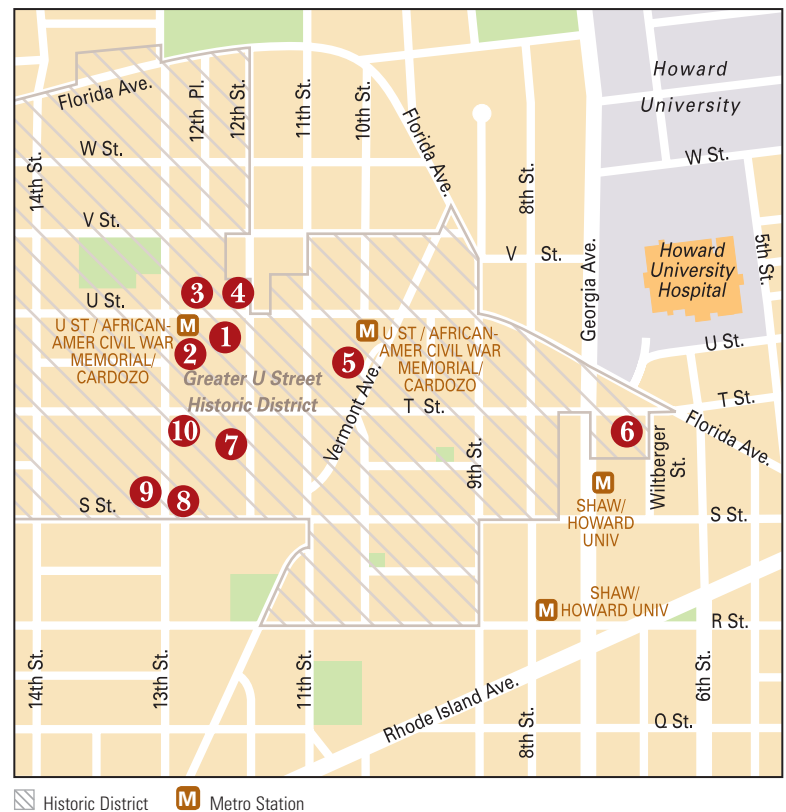 Howard
University
Florida Ave.
12th Pl.
12th St.
11th St.
10th St.
Florida Ave.
W St.
14th St.
8th St.
W St.
V St.
V St.
Georgia Ave.
5th St.
Howard
University
Hospital
3
4
U St.
U ST / AFRICAN-
AMER CIVIL WAR
MEMORIAL/
CARDOZO
M
1
2
M
U ST / AFRICAN-
AMER CIVIL WAR
MEMORIAL/
CARDOZO
5
U St.
Greater U Street
Historic District
Vermont Ave.
T St.
T St.
Florida Ave.
10
7
6
9th St.
Wiltberger
St.
9
8
S St.
M
SHAW/
HOWARD
UNIV
S St.
M
SHAW/
HOWARD UNIV
R St.
14th St.
13th St.
11th St.
Rhode Island Ave.
8th St.
6th St.
Q St.
Historic District
M Metro Station